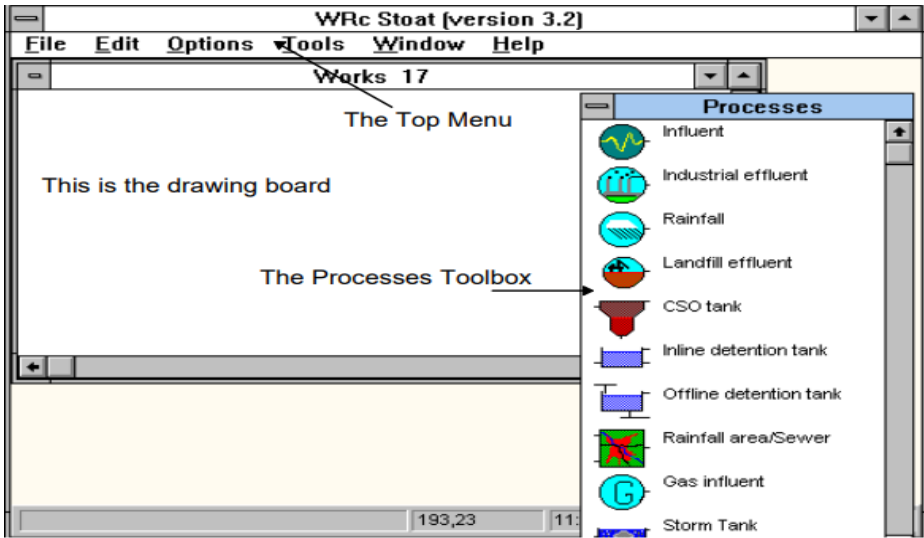 WRc Stoat (version 3.2)
File Edit Options Tools Window Help
Works 17
The Top Menu
This is the drawing board
The Processes Toolbox
Processes
Influent
Industrial effluent
Rainfall
Landfill effluent
CSO tank
Inline detention tank
Offline detention tank
Rainfall area/Sewer
G
Gas influent
Storm Tank
193,23
11: